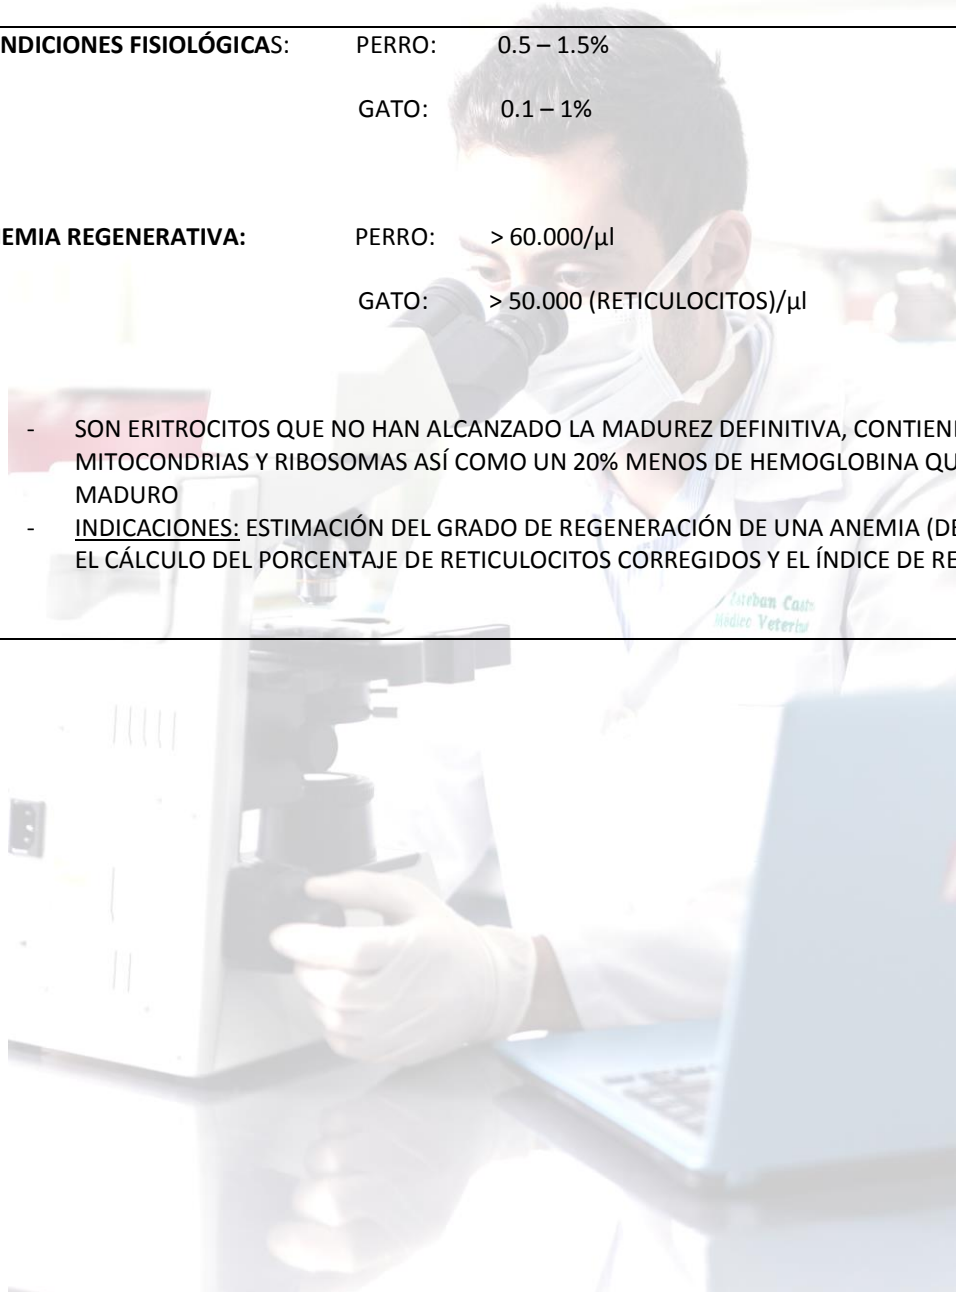 NDICIONES FISIOLÓGICAS: PERRO: 0.5 – 1.5%
GATO: 0.1 – 1%
EMIA REGENERATIVA: PERRO: > 60.000/µl
GATO: > 50.000 (RETICULOCITOS)/µl
- SON ERITROCITOS QUE NO HAN ALCANZADO LA MADUREZ DEFINITIVA, CONTIEN
MITOCONDRIAS Y RIBOSOMAS ASÍ COMO UN 20% MENOS DE HEMOGLOBINA QU
MADURO
- INDICACIONES: ESTIMACIÓN DEL GRADO DE REGENERACIÓN DE UNA ANEMIA (DE
EL CÁLCULO DEL PORCENTAJE DE RETICULOCITOS CORREGIDOS Y EL ÍNDICE DE RE
Esteban
Médico